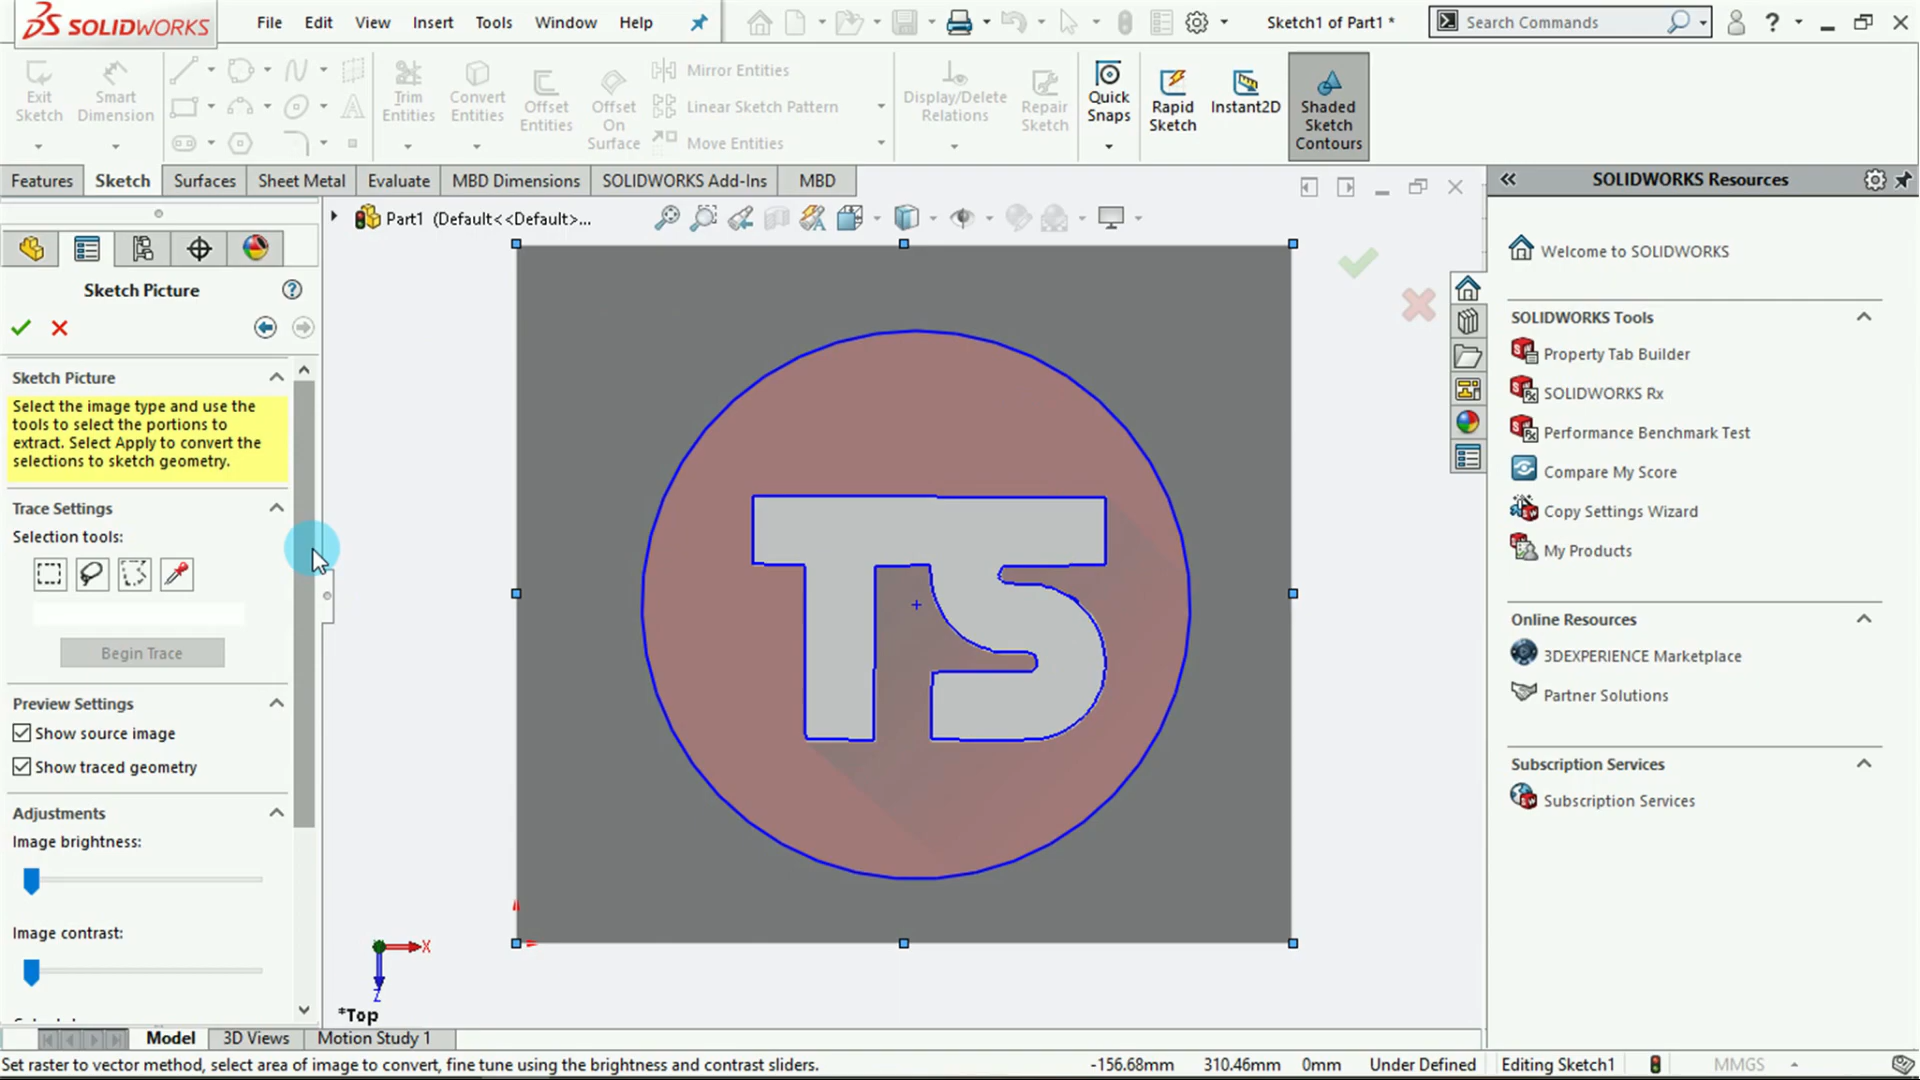 SOLIDWORKS File Edit View Insert Tools Window Help Sketch1 of Part1 * Search Commands ?
Exit Sketch
Smart Dimension
Trim Entities
Convert Entities
Offset Entities
Offset On Surface
Mirror Entities
Linear Sketch Pattern
Move Entities
Display/Delete Relations
Repair Sketch
Quick Snaps
Rapid Sketch
Instant2D
Shaded Sketch Contours
Features Sketch Surfaces Sheet Metal Evaluate MBD Dimensions SOLIDWORKS Add-Ins MBD
Part1 (Default<<Default>...
Sketch Picture
Sketch Picture
Select the image type and use the
tools to select the portions to
extract. Select Apply to convert the
selections to sketch geometry.
Trace Settings
Selection tools:
Begin Trace
Preview Settings
Show source image
Show traced geometry
Adjustments
Image brightness:
Image contrast:
TS
X
Z
*Top
SOLIDWORKS Resources
Welcome to SOLIDWORKS
SOLIDWORKS Tools
Property Tab Builder
SOLIDWORKS Rx
Performance Benchmark Test
Compare My Score
Copy Settings Wizard
My Products
Online Resources
3DEXPERIENCE Marketplace
Partner Solutions
Subscription Services
Subscription Services
Model 3D Views Motion Study 1
Set raster to vector method, select area of image to convert, fine tune using the brightness and contrast sliders. -156.68mm 310.46mm 0mm Under Defined Editing Sketch1 MMGS